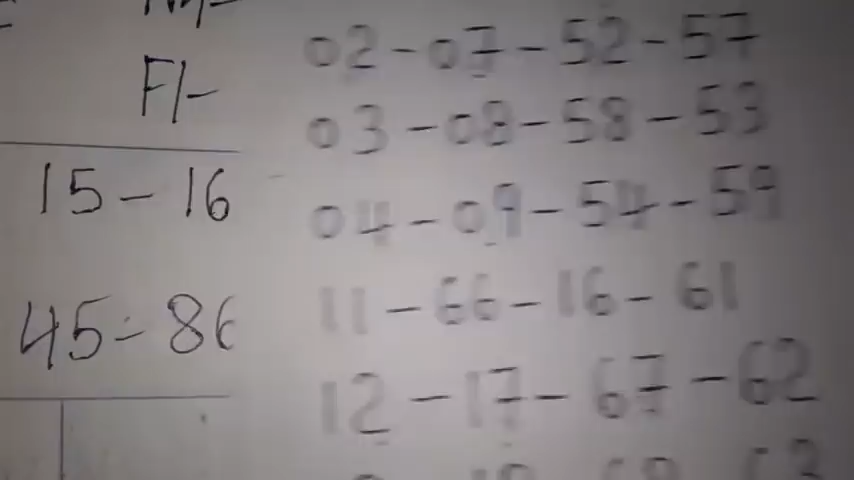 F1-
15 - 16
45 - 86
02 - 07 - 52 - 57
03 - 08 - 58 - 53
04 - 09 - 54 - 59
11 - 66 - 16 - 61
12 - 17 - 67 - 62